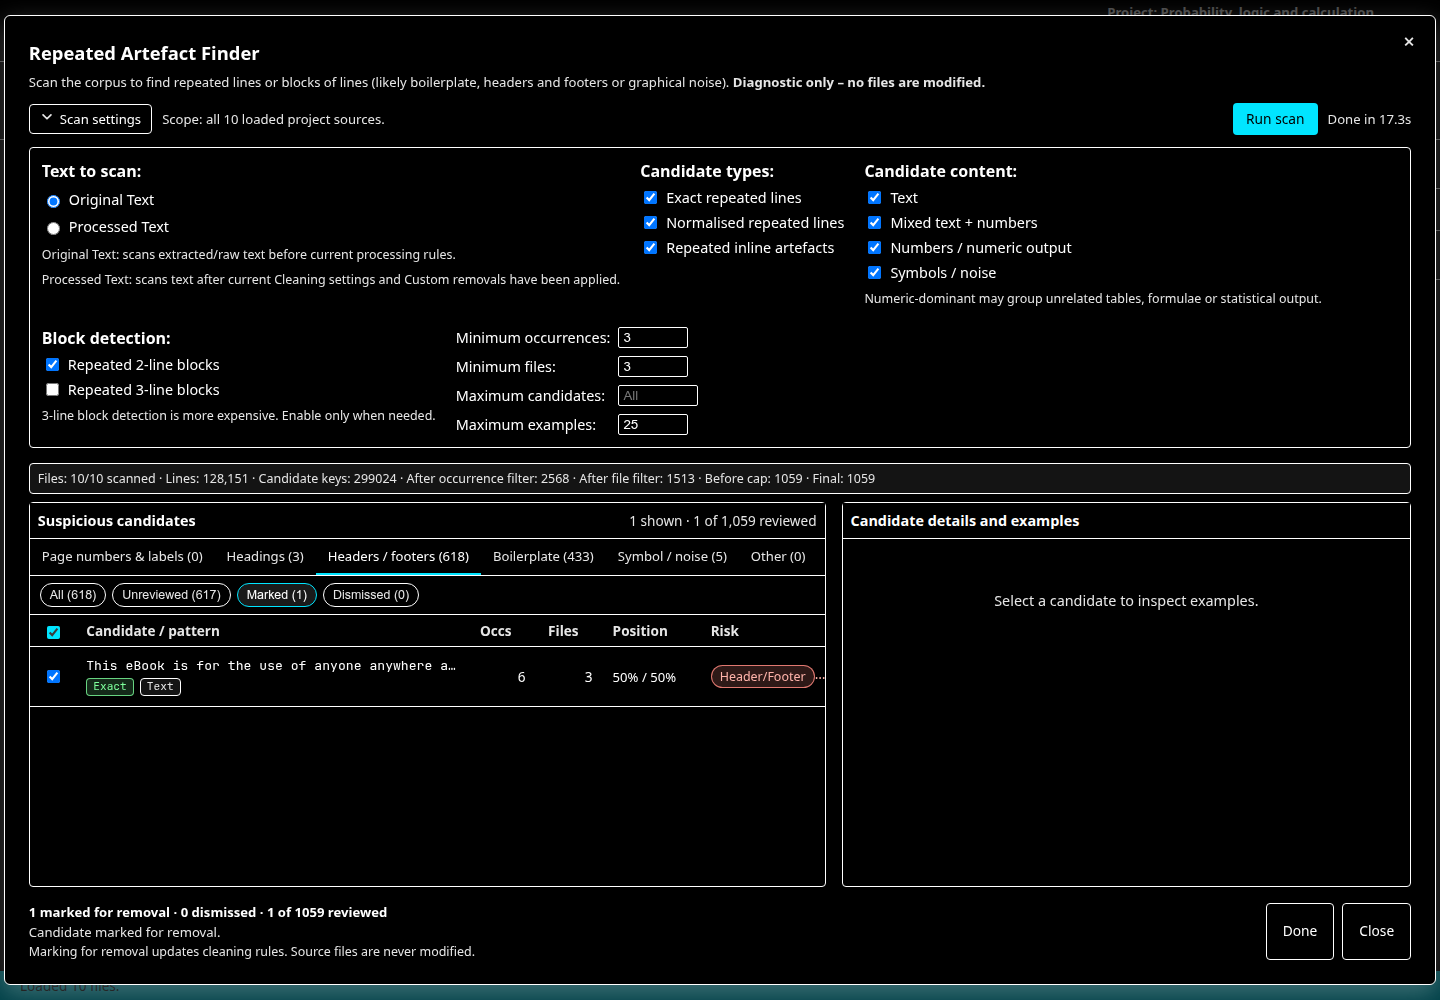 Project: Probability, logic and calculation
Repeated Artefact Finder
×
Scan the corpus to find repeated lines or blocks of lines (likely boilerplate, headers and footers or graphical noise). Diagnostic only – no files are modified.
Scan settings
Scope: all 10 loaded project sources.
Run scan
Done in 17.3s
Text to scan:
Original Text
Processed Text
Original Text: scans extracted/raw text before current processing rules.
Processed Text: scans text after current Cleaning settings and Custom removals have been applied.
Candidate types:
Exact repeated lines
Normalised repeated lines
Repeated inline artefacts
Candidate content:
Text
Mixed text + numbers
Numbers / numeric output
Symbols / noise
Numeric-dominant may group unrelated tables, formulae or statistical output.
Block detection:
Repeated 2-line blocks
Repeated 3-line blocks
3-line block detection is more expensive. Enable only when needed.
Minimum occurrences: 3
Minimum files: 3
Maximum candidates: All
Maximum examples: 25
Files: 10/10 scanned · Lines: 128,151 · Candidate keys: 299024 · After occurrence filter: 2568 · After file filter: 1513 · Before cap: 1059 · Final: 1059
Suspicious candidates
1 shown · 1 of 1,059 reviewed
Page numbers & labels (0) Headings (3) Headers / footers (618) Boilerplate (433) Symbol / noise (5) Other (0)
All (618) Unreviewed (617) Marked (1) Dismissed (0)
Candidate / pattern Occs Files Position Risk
This eBook is for the use of anyone anywhere a…
Exact Text
6 3 50% / 50% Header/Footer …
Candidate details and examples
Select a candidate to inspect examples.
1 marked for removal · 0 dismissed · 1 of 1059 reviewed
Candidate marked for removal.
Marking for removal updates cleaning rules. Source files are never modified.
Done
Close
Loaded 10 files.